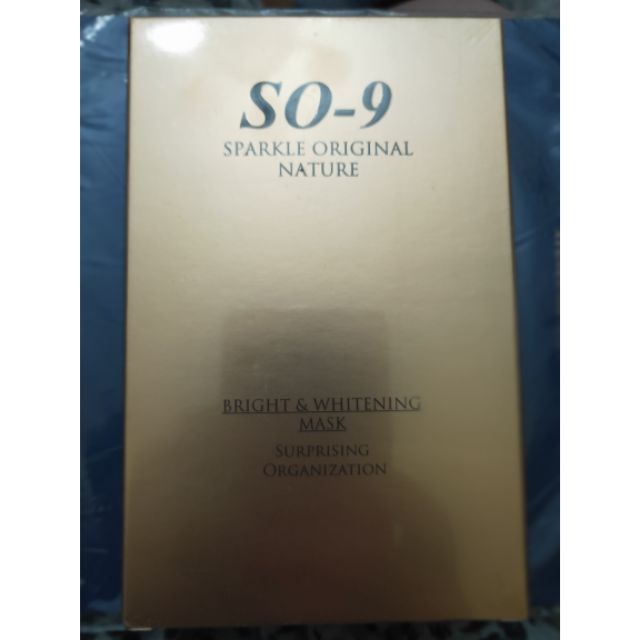 SO-9
SPARKLE ORIGINAL
NATURE
BRIGHT & WHITENING
MASK
SURPRISING
ORGANIZATION